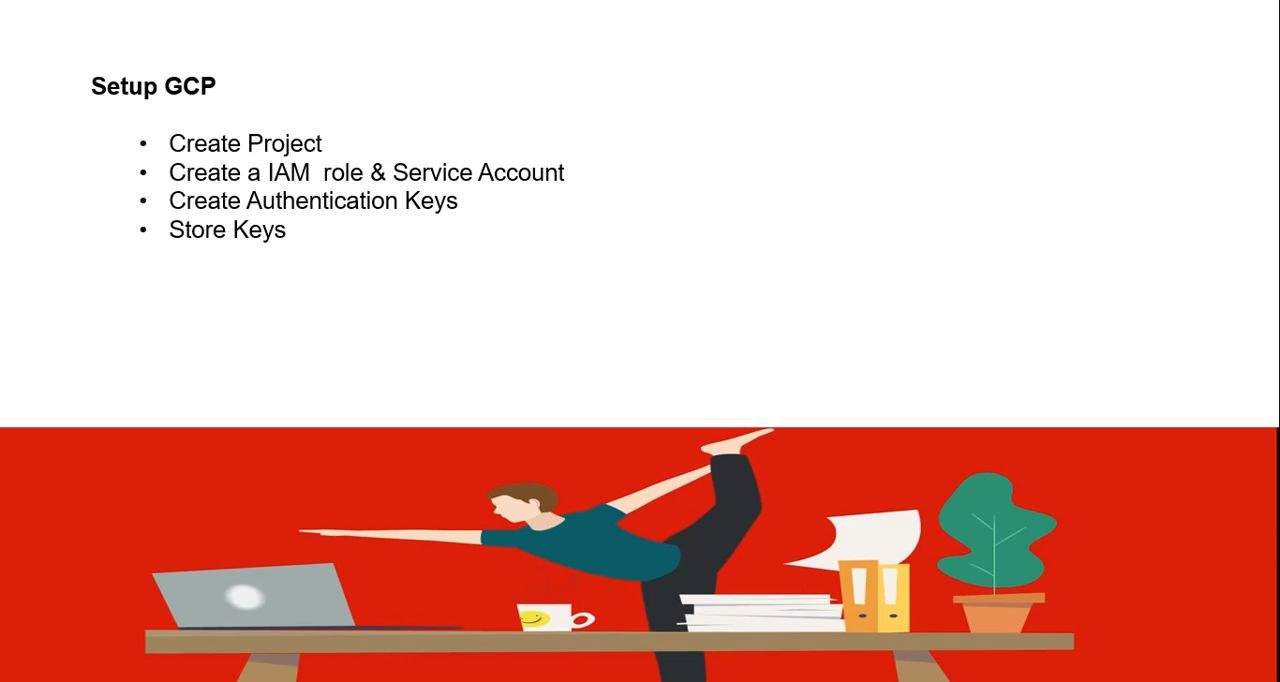 Setup GCP
• Create Project
• Create a IAM  role & Service Account
• Create Authentication Keys
• Store Keys